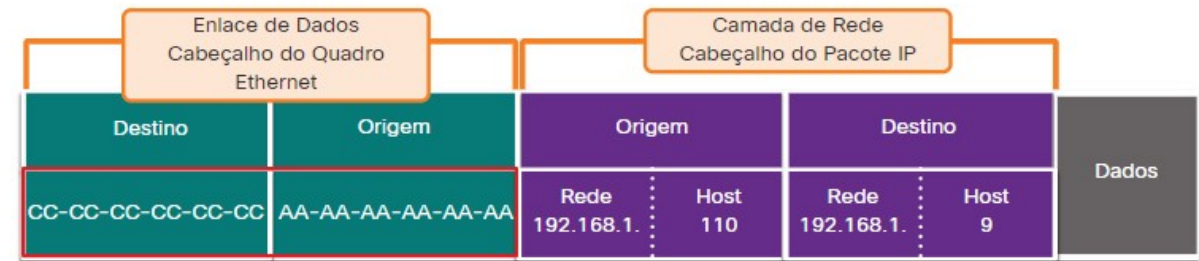 Enlace de Dados
Cabeçalho do Quadro
Ethernet
Camada de Rede
Cabeçalho do Pacote IP
Destino
Origem
Origem
Destino
Dados
CC-CC-CC-CC-CC-CC
AA-AA-AA-AA-AA-AA
Rede
192.168.1.
Host
110
Rede
192.168.1.
Host
9